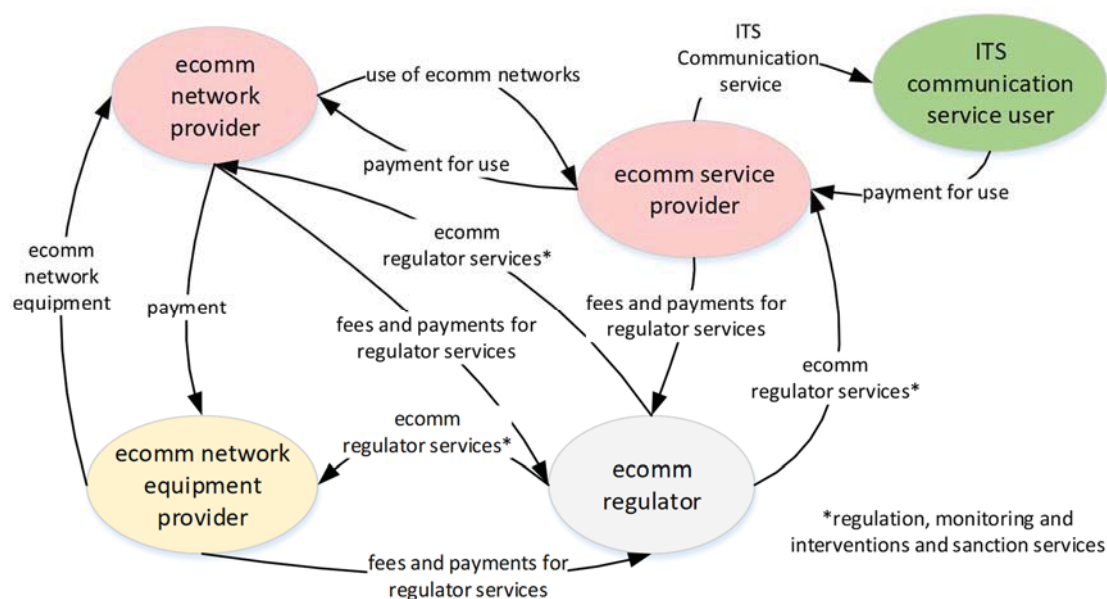 ecomm
network
provider
use of ecomm networks
ITS
Communication
service
ITS
communication
service user
payment for use
ecomm service
provider
payment for use
ecomm
network
equipment
ecomm
regulator services*
payment
fees and payments for
regulator services
fees and payments for
regulator services
ecomm
regulator services*
ecomm
regulator services*
ecomm network
equipment
provider
ecomm
regulator
*regulation, monitoring and
interventions and sanction services
fees and payments for
regulator services